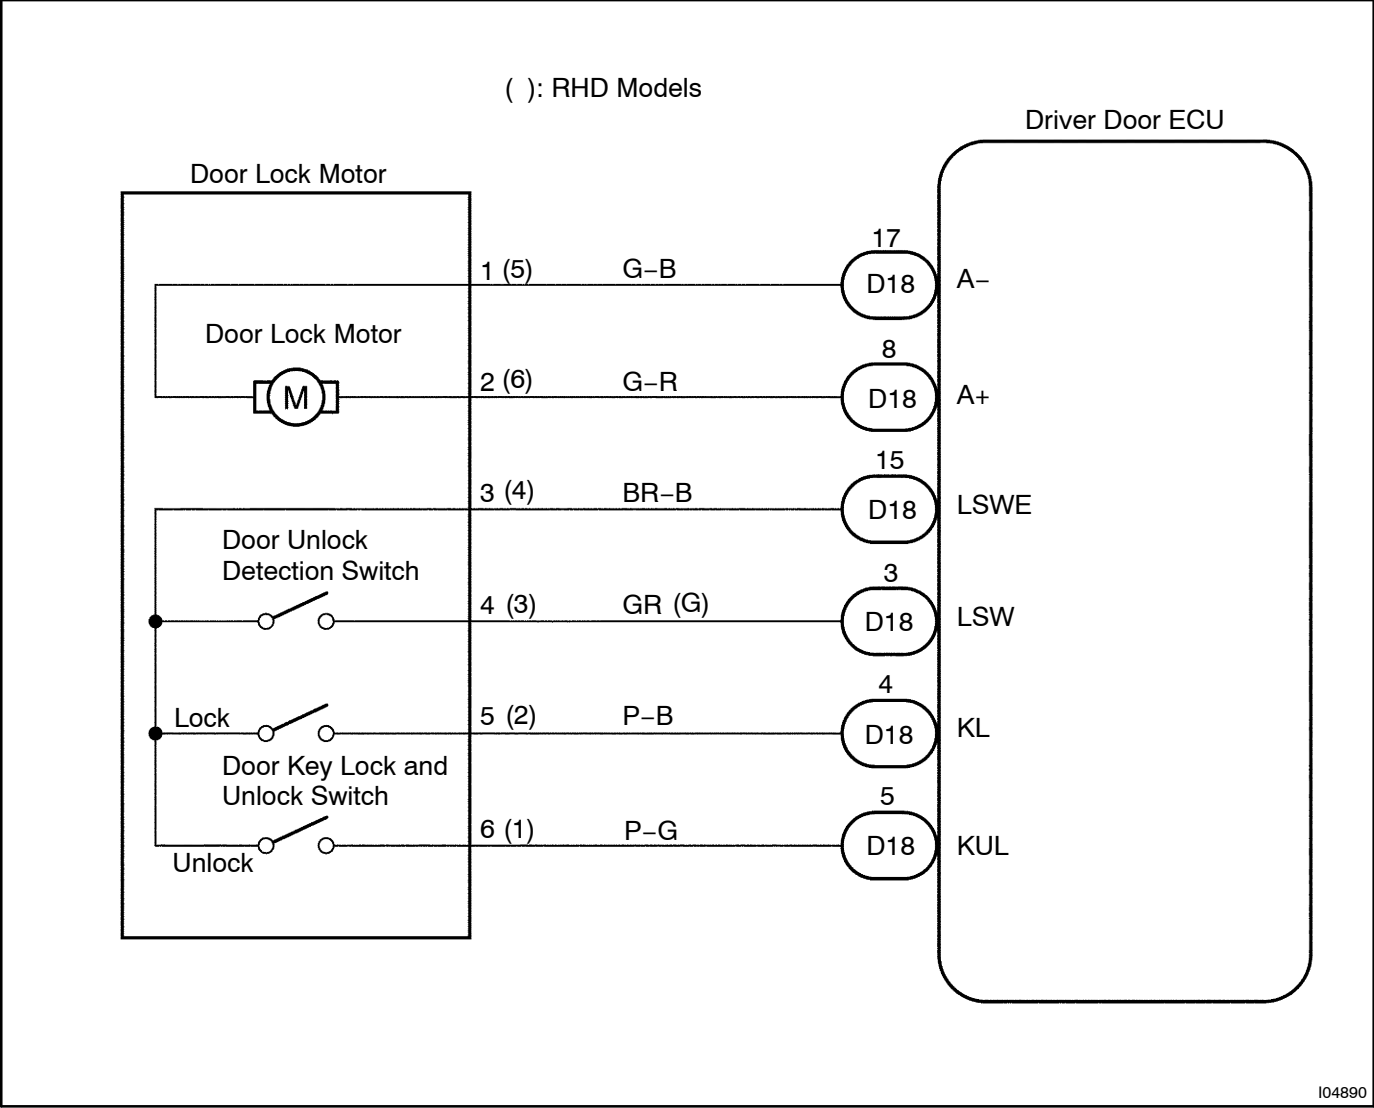 ( ): RHD Models
Driver Door ECU
Door Lock Motor
17
1 (5) G−B D18 A−
Door Lock Motor
8
M 2 (6) G−R D18 A+
15
3 (4) BR−B D18 LSWE
Door Unlock
Detection Switch
3
4 (3) GR (G) D18 LSW
4
Lock 5 (2) P−B D18 KL
Door Key Lock and
Unlock Switch
5
6 (1) P−G D18 KUL
Unlock
I04890